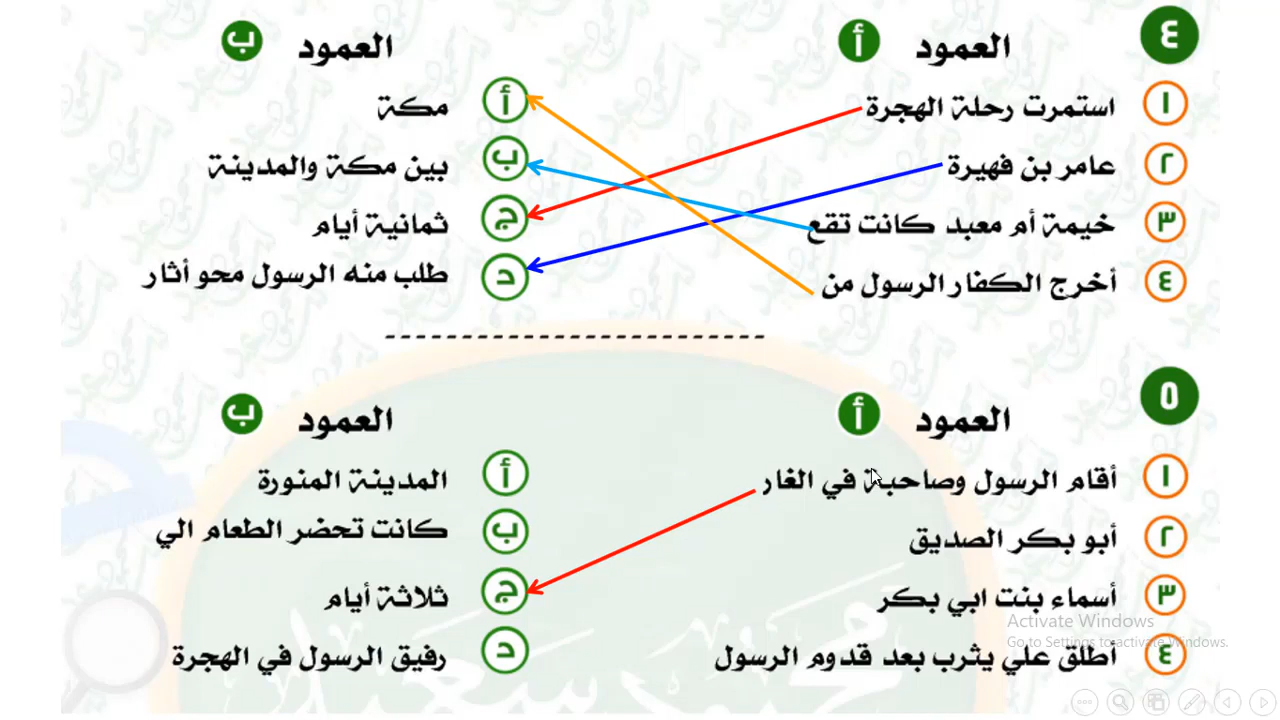 ٤ العمود أ العمود ب
١ استمرت رحلة الهجرة أ مكة
٢ عامر بن فهيرة ب بين مكة والمدينة
٣ خيمة أم معبد كانت تقع ج ثمانية أيام
٤ أخرج الكفار الرسول من د طلب منه الرسول محو أثار
--------------------------
٥ العمود أ العمود ب
١ أقام الرسول وصاحبة في الغار أ المدينة المنورة
٢ أبو بكر الصديق ب كانت تحضر الطعام الي
٣ أسماء بنت ابي بكر ج ثلاثة أيام
Activate Windows
Go to Settings to activate Windows.
٤ أطلق علي يثرب بعد قدوم الرسول د رفيق الرسول في الهجرة